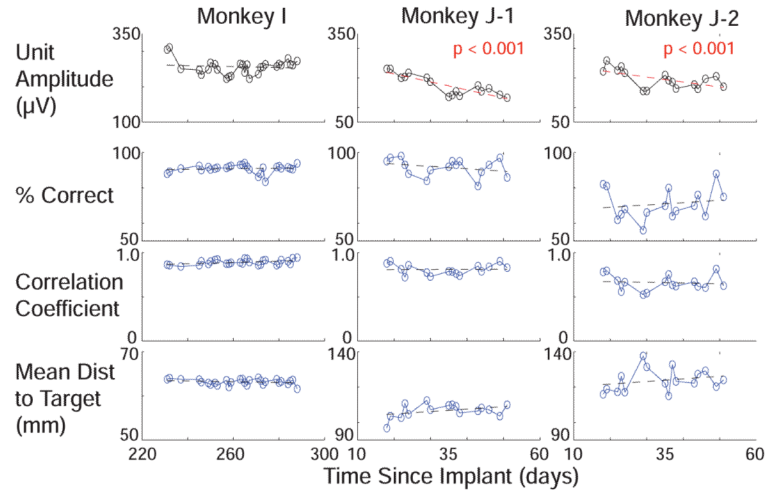 Monkey I Monkey J-1 Monkey J-2
Unit
Amplitude
(µV)
350
100
350
50
p < 0.001
350
50
p < 0.001
% Correct
100
50
100
50
100
50
Correlation
Coefficient
1.0
0
1.0
0
1.0
0
Mean Dist
to Target
(mm)
70
50
140
90
140
90
220 260 300 10 35 60 10 35 60
Time Since Implant (days)